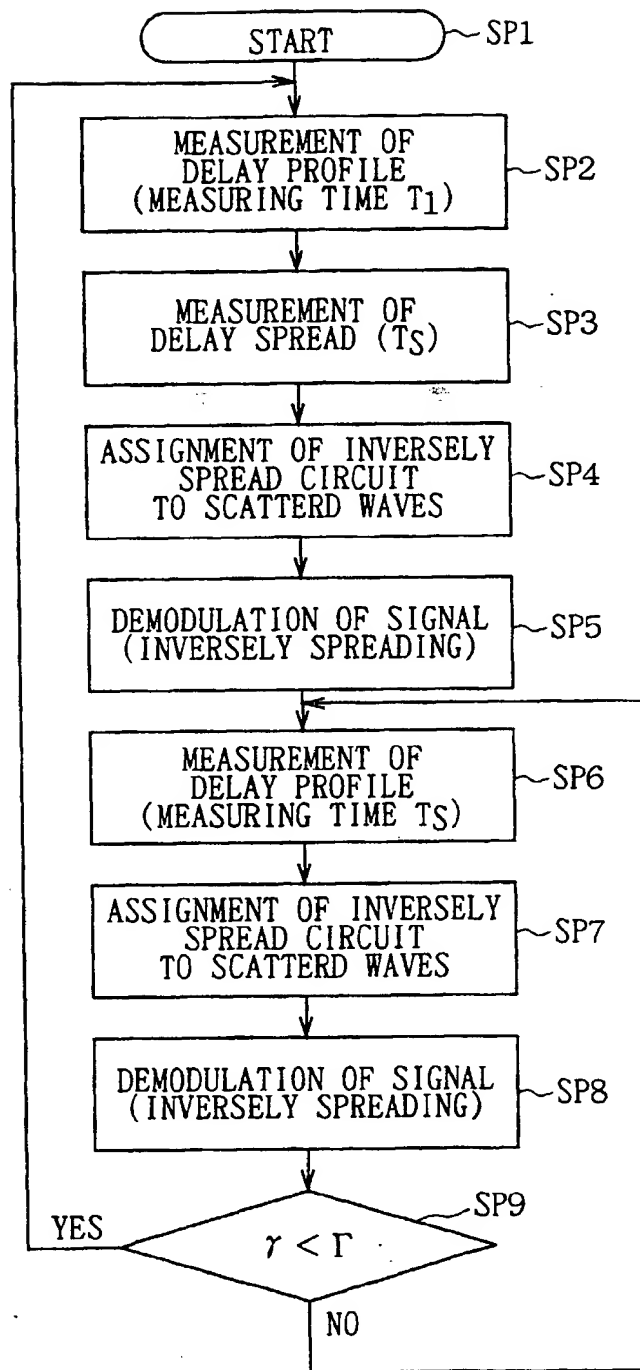 START
SP1
MEASUREMENT OF
DELAY PROFILE
(MEASURING TIME T1)
SP2
MEASUREMENT OF
DELAY SPREAD (TS)
SP3
ASSIGNMENT OF INVERSELY
SPREAD CIRCUIT
TO SCATTERD WAVES
SP4
DEMODULATION OF SIGNAL
(INVERSELY SPREADING)
SP5
MEASUREMENT OF
DELAY PROFILE
(MEASURING TIME TS)
SP6
ASSIGNMENT OF INVERSELY
SPREAD CIRCUIT
TO SCATTERD WAVES
SP7
DEMODULATION OF SIGNAL
(INVERSELY SPREADING)
SP8
SP9
YES
γ < Γ
NO